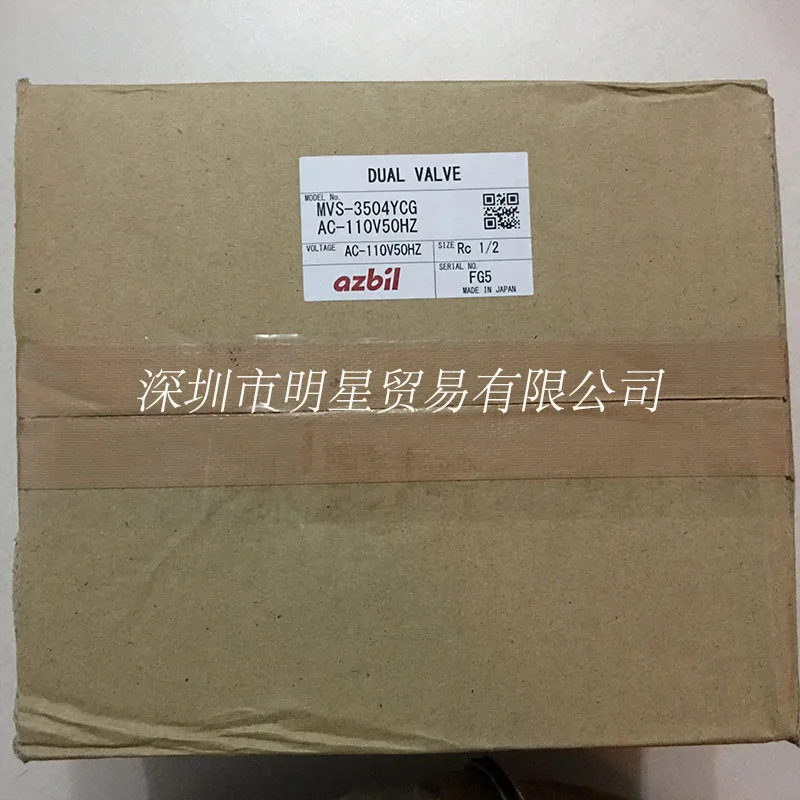 DUAL VALVE
MODEL No.
MVS-3504YCG
AC-110V50HZ
VOLTAGE AC-110V50HZ SIZE Rc 1/2
azbil
SERIAL NO.
FG5
MADE IN JAPAN
深圳市明星贸易有限公司